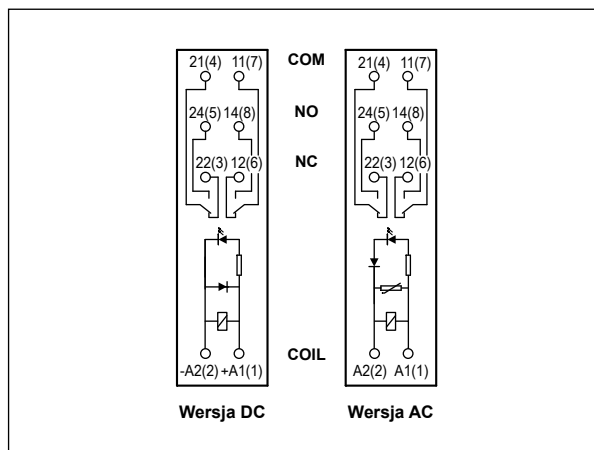 21(4) 11(7) COM 21(4) 11(7)
24(5) 14(8) NO 24(5) 14(8)
22(3) 12(6) NC 22(3) 12(6)
COIL
-A2(2) +A1(1) A2(2) A1(1)
Wersja DC Wersja AC